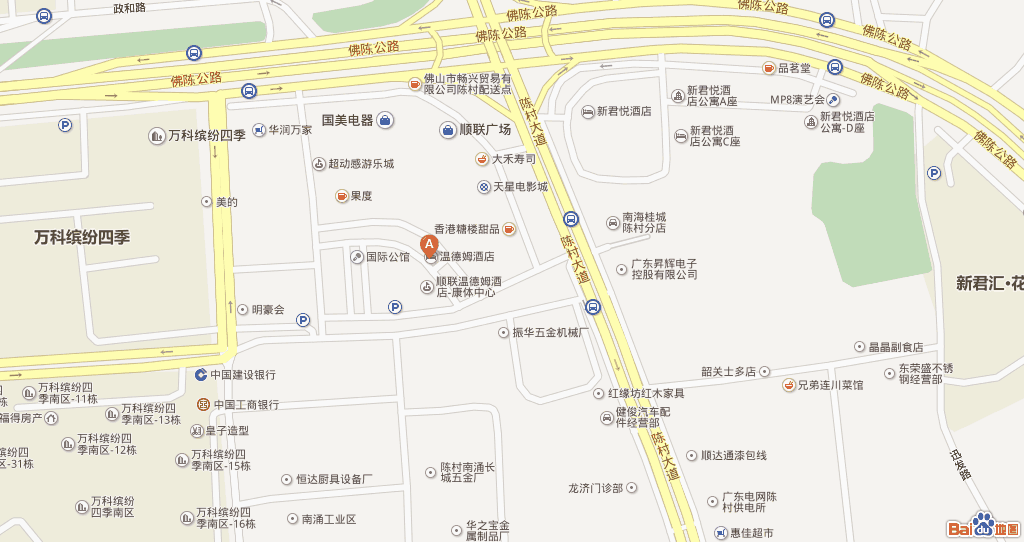 政和路
佛陈公路
佛陈公路
佛陈公路
佛陈公路
佛陈公路
佛陈公路
佛陈公路
佛山市畅兴贸易有
限公司陈村配送点
品茗堂
新君悦酒
店公寓A座
MP8演艺会
新君悦酒店
新君悦酒店
公寓-D座
新君悦酒
店公寓C座
陈村大道
国美电器
顺联广场
万科缤纷四季
华润万家
超动感游乐城
大禾寿司
天星电影城
果度
美的
香港糖楼甜品
南海桂城
陈村分店
万科缤纷四季
A
国际公馆
温德姆酒店
陈村大道
广东昇辉电子
控股有限公司
顺联温德姆酒
店-康体中心
新君汇·花
明豪会
振华五金机械厂
晶晶副食店
中国建设银行
韶关士多店
兄弟连川菜馆
东荣盛不锈
钢经营部
万科缤纷四
季南区-11栋
栋
红缘坊红木家具
中国工商银行
福得房产
万科缤纷四
季南区-13栋
健俊汽车配
件经营部
皇子造型
万科缤纷四
季南区-12栋
陈村大道
缤纷四
区-31栋
万科缤纷四
季南区-15栋
顺达通漆包线
迅发路
恒达厨具设备厂
陈村南涌长
城五金厂
龙济门诊部
广东电网陈
村供电所
万科缤纷
四季南区
万科缤纷四
季南区-16栋
南涌工业区
华之宝金
属制品厂
惠佳超市
Bai du 地图